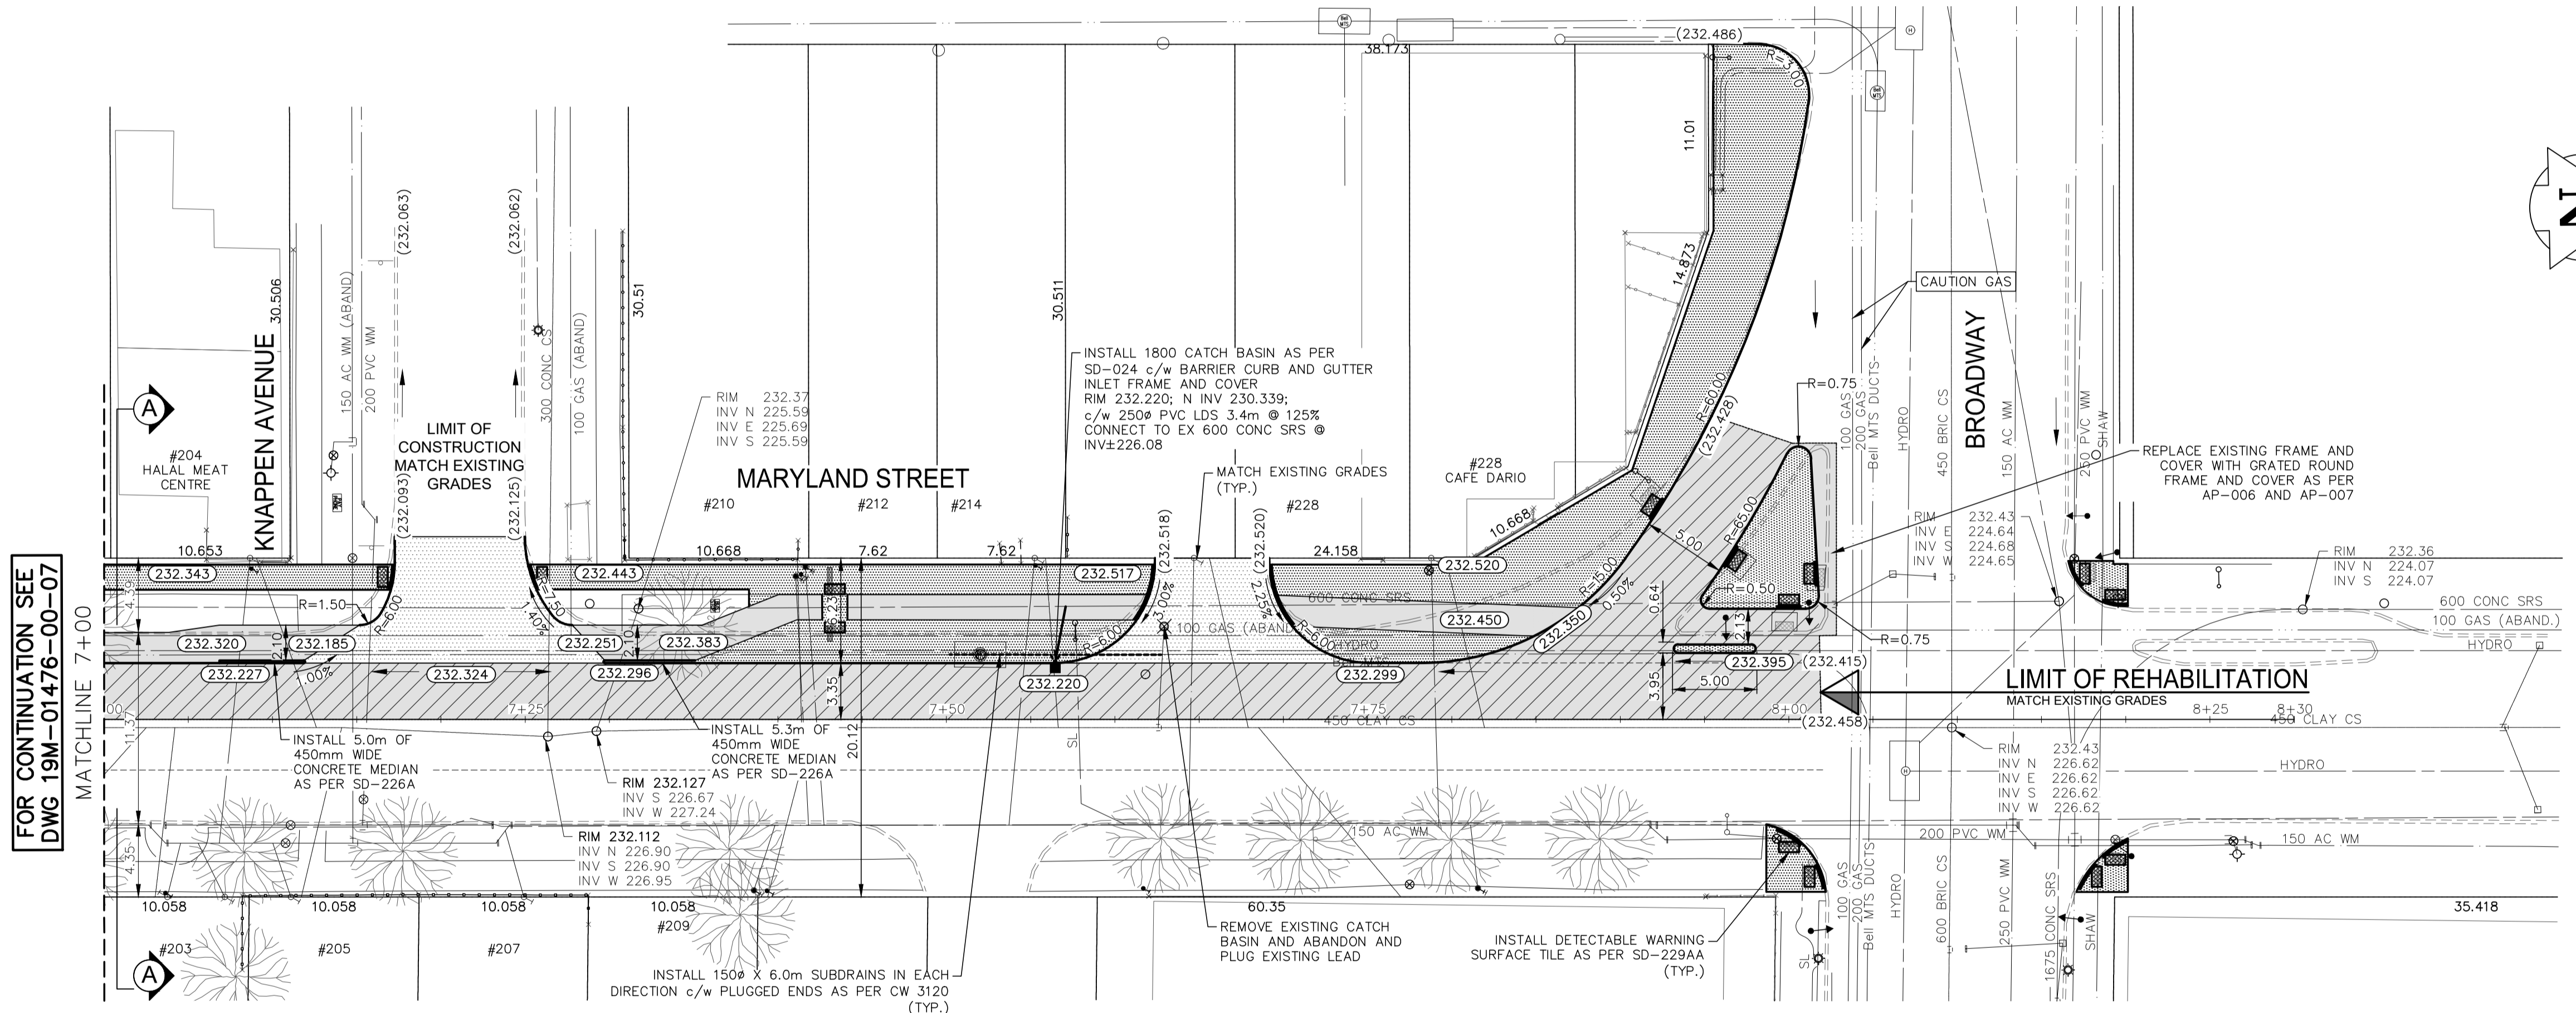 FOR CONTINUATION SEE
DWG 19M-01476-00-07
MATCHLINE 7+00
A
#204
HALAL MEAT
CENTRE
KNAPPEN AVENUE
30.506
150 AC WM (ABAND)
200 PVC WM
(232.063)
(232.062)
LIMIT OF
CONSTRUCTION
MATCH EXISTING
GRADES
(232.093)
(232.125)
300 CONC CS
100 GAS (ABAND)
30.51
RIM 232.37
INV N 225.59
INV E 225.69
INV S 225.59
MARYLAND STREET
#210
#212
#214
#228
30.511
38.173
INSTALL 1800 CATCH BASIN AS PER
SD-024 c/w BARRIER CURB AND GUTTER
INLET FRAME AND COVER
RIM 232.220; N INV 230.339;
c/w 250ø PVC LDS 3.4m @ 125%
CONNECT TO EX 600 CONC SRS @
INV±226.08
MATCH EXISTING GRADES
(TYP.)
#228
CAFE DARIO
Bell
MTS
(232.486)
R=3.00
Bell
MTS
H
11.01
14.873
10.668
R=60.00
(232.428)
R=0.75
R=65.00
5.00
R=0.50
R=15.00
0.50%
0.64
2.13
R=0.75
CAUTION GAS
100 GAS
200 GAS
Bell MTS DUCTS
HYDRO
450 BRIC CS
BROADWAY
150 AC WM
250 PVC WM
SHAW
REPLACE EXISTING FRAME AND
COVER WITH GRATED ROUND
FRAME AND COVER AS PER
AP-006 AND AP-007
RIM 232.43
INV E 224.64
INV S 224.68
INV W 224.65
RIM 232.36
INV N 224.07
INV S 224.07
N
10.653
10.668
7.62
7.62
24.158
232.343
232.443
232.517
(232.518)
(232.520)
232.520
4.39
R=1.50
R=6.00
R=7.50
1.40%
6.23
3.00%
2.25%
600 CONC SRS
100 GAS (ABAND)
R=6.00
R=6.00
HYDRO
232.320
2.10
232.185
232.251
2.10
232.383
232.450
232.350
232.227
1.00%
232.324
232.296
3.35
232.220
232.299
3.95
232.395
(232.415)
5.00
600 CONC SRS
100 GAS (ABAND.)
HYDRO
LIMIT OF REHABILITATION
MATCH EXISTING GRADES
00
7+25
7+50
7+75
8+00
8+25
8+30
450 CLAY CS
(232.458)
450 CLAY CS
11.37
INSTALL 5.0m OF
450mm WIDE
CONCRETE MEDIAN
AS PER SD-226A
INSTALL 5.3m OF
450mm WIDE
CONCRETE MEDIAN
AS PER SD-226A
20.12
SL
RIM 232.127
INV S 226.67
INV W 227.24
RIM 232.112
INV N 226.90
INV S 226.90
INV W 226.95
RIM 232.43
INV N 226.62
INV E 226.62
INV S 226.62
INV W 226.62
H
HYDRO
4.35
150 AC WM
200 PVC WM
150 AC WM
10.058
10.058
10.058
10.058
60.35
35.418
#203
#205
#207
#209
A
INSTALL 150ø X 6.0m SUBDRAINS IN EACH
DIRECTION c/w PLUGGED ENDS AS PER CW 3120
(TYP.)
REMOVE EXISTING CATCH
BASIN AND ABANDON AND
PLUG EXISTING LEAD
INSTALL DETECTABLE WARNING
SURFACE TILE AS PER SD-229AA
(TYP.)
SL
100 GAS
200 GAS
Bell MTS DUCTS
HYDRO
600 BRIC CS
250 PVC WM
1675 CONC SRS
SHAW